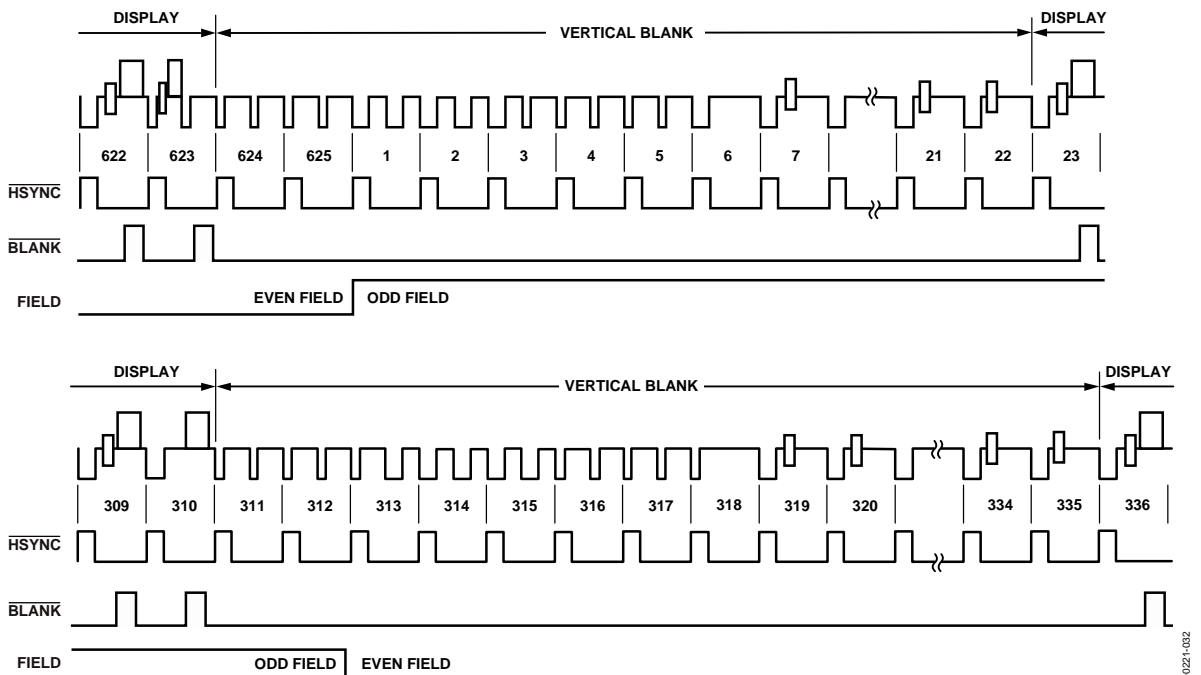 DISPLAY VERTICAL BLANK DISPLAY
622 623 624 625 1 2 3 4 5 6 7 21 22 23
HSYNC
BLANK
FIELD EVEN FIELD ODD FIELD
DISPLAY VERTICAL BLANK DISPLAY
309 310 311 312 313 314 315 316 317 318 319 320 334 335 336
HSYNC
BLANK
FIELD ODD FIELD EVEN FIELD
0221-032